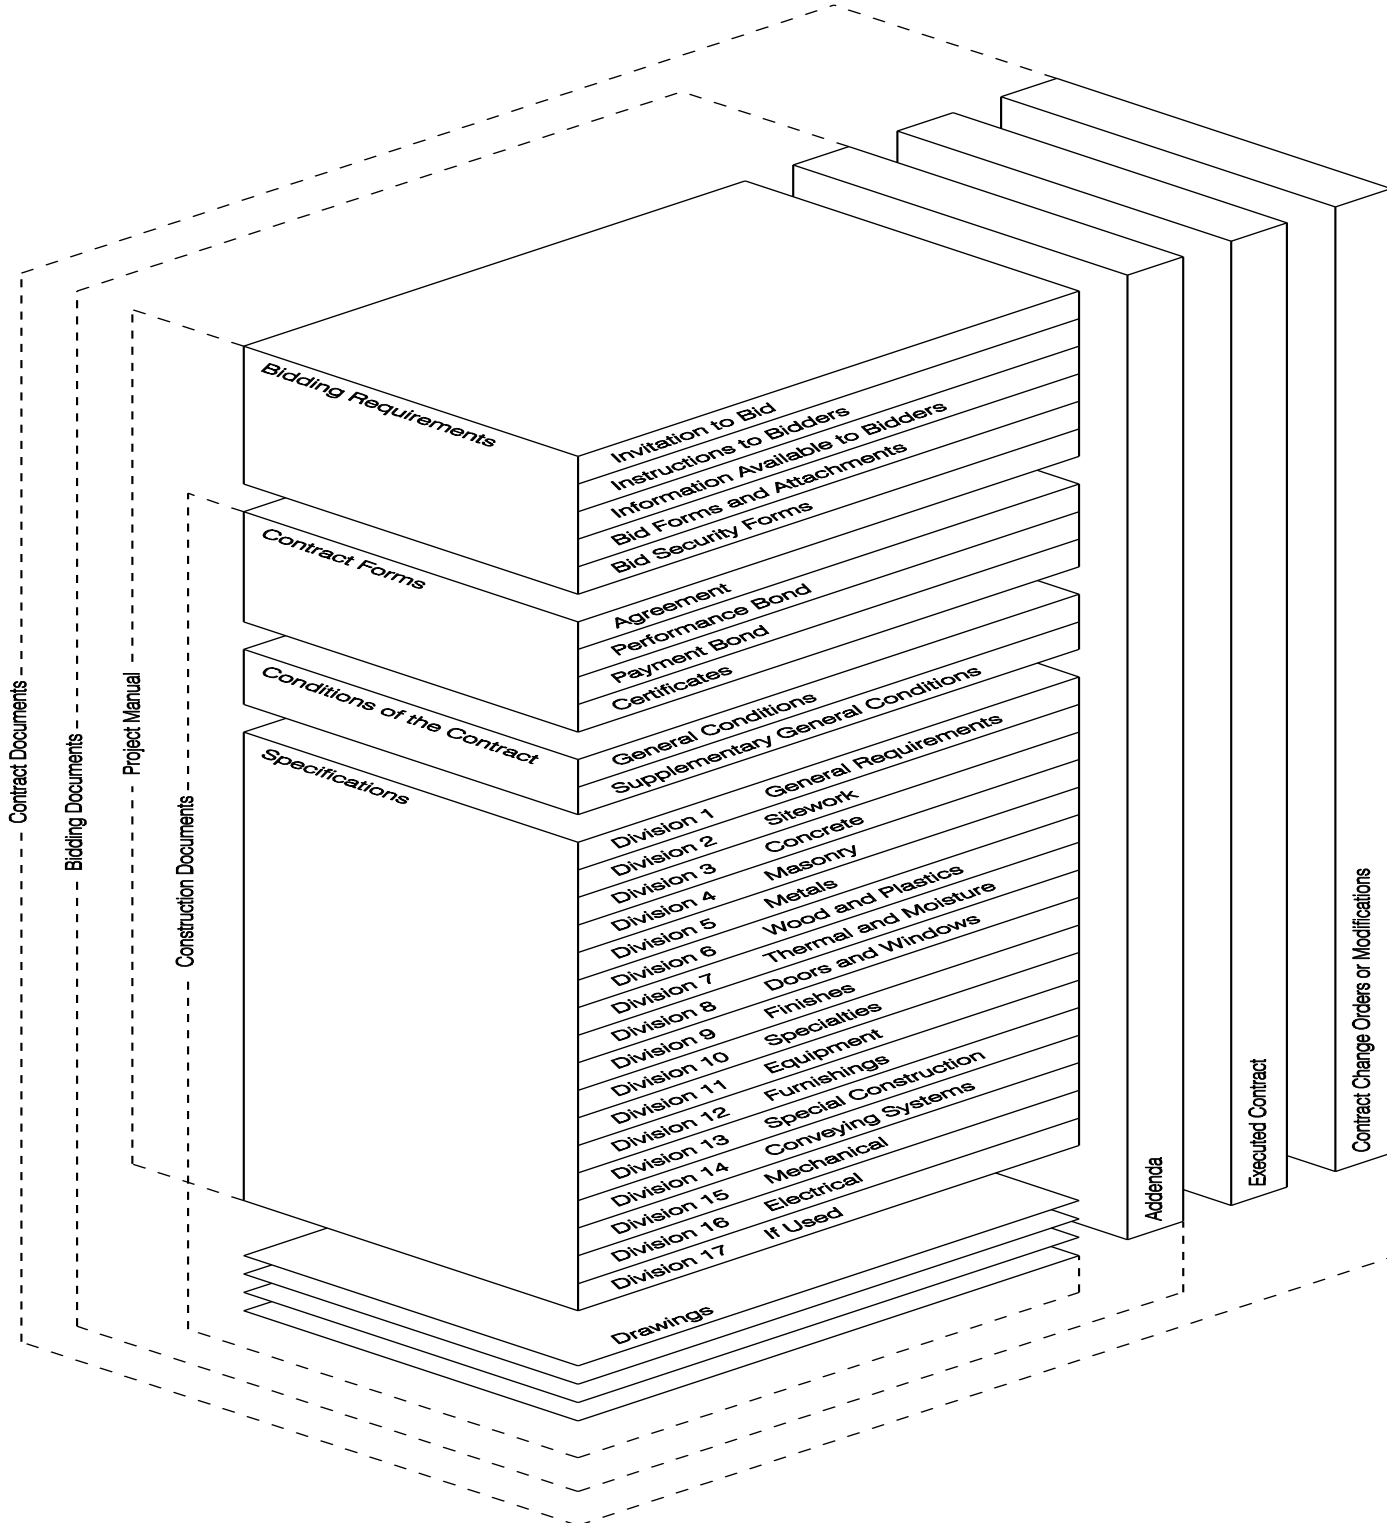 Contract Documents
Bidding Documents
Project Manual
Construction Documents
Bidding Requirements
Invitation to Bid
Instructions to Bidders
Information Available to Bidders
Bid Forms and Attachments
Bid Security Forms
Contract Forms
Agreement
Performance Bond
Payment Bond
Certificates
Conditions of the Contract
General Conditions
Supplementary General Conditions
Specifications
Division 1 General Requirements
Division 2 Sitework
Division 3 Concrete
Division 4 Masonry
Division 5 Metals
Division 6 Wood and Plastics
Division 7 Thermal and Moisture
Division 8 Doors and Windows
Division 9 Finishes
Division 10 Specialties
Division 11 Equipment
Division 12 Furnishings
Division 13 Special Construction
Division 14 Conveying Systems
Division 15 Mechanical
Division 16 Electrical
Division 17 If Used
Drawings
Addenda
Executed Contract
Contract Change Orders or Modifications